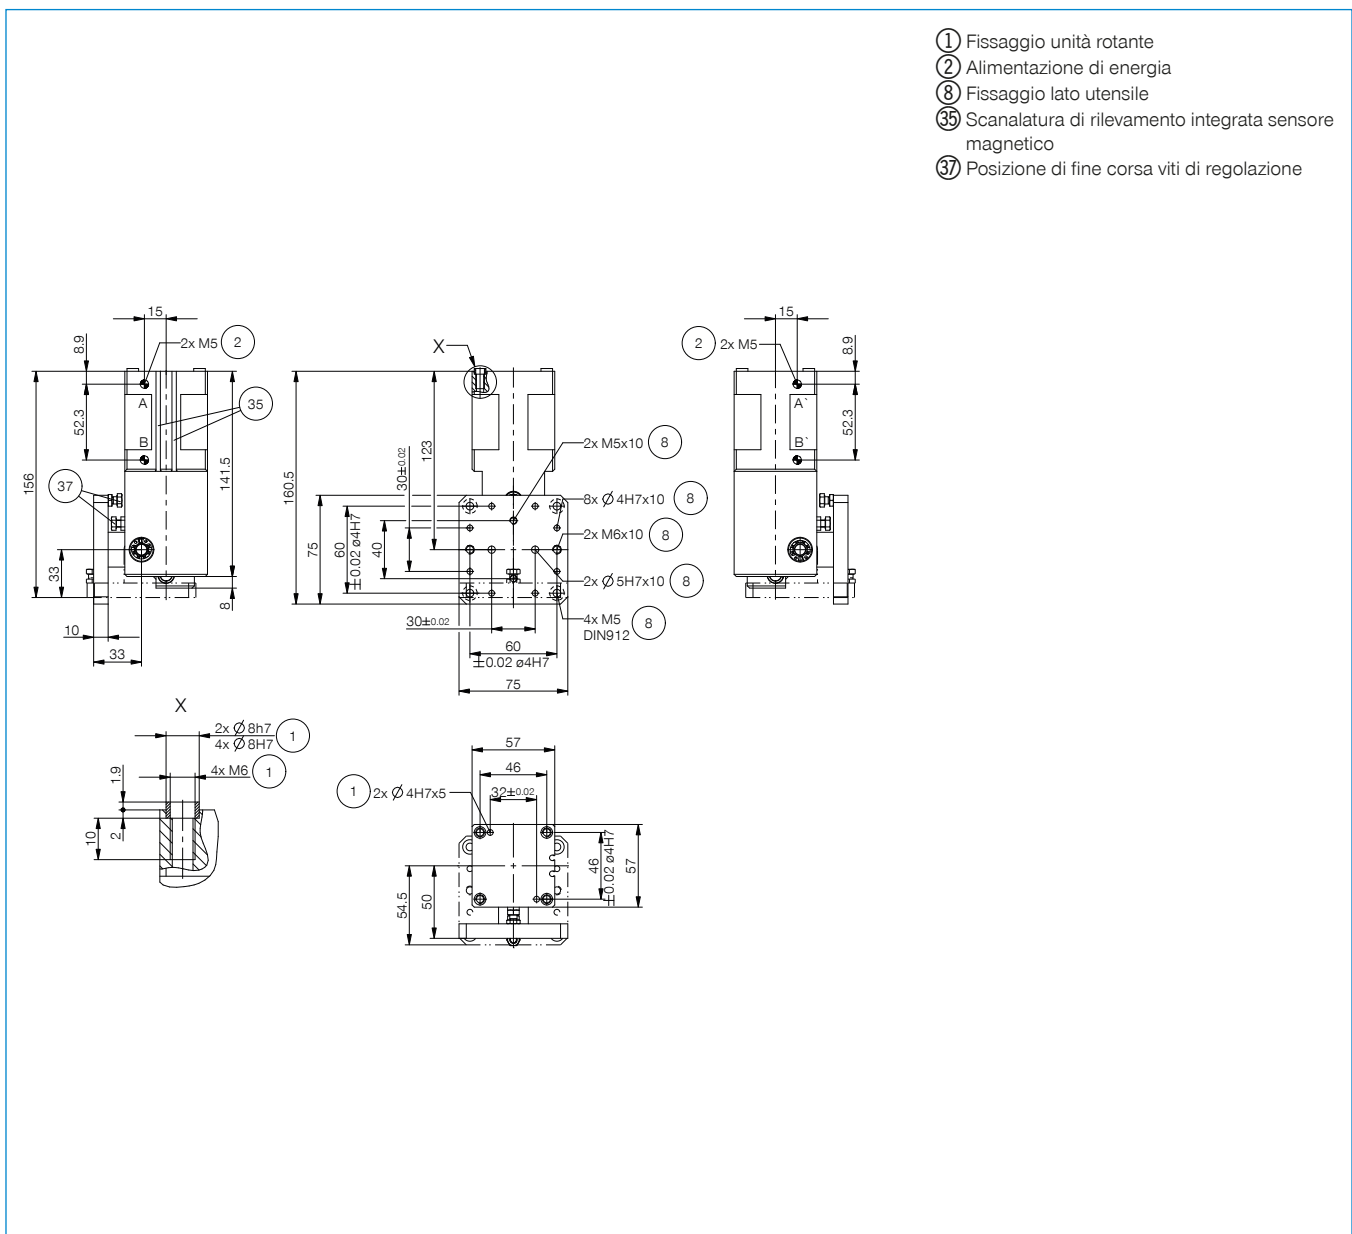 1 Fissaggio unità rotante
2 Alimentazione di energia
8 Fissaggio lato utensile
35 Scanalatura di rilevamento integrata sensore
magnetico
37 Posizione di fine corsa viti di regolazione
15
8.9
2x M5 2
A
35
52.3
B
156
141.5
37
33
8
10
33
X
160.5
123
30±0.02
2x M5x10 8
8x Ø 4H7x10 8
75
60
±0.02 ø4H7
40
2x M6x10 8
2x Ø 5H7x10 8
4x M5 8
DIN912
30±0.02
60
±0.02 ø4H7
75
15
2 2x M5
8.9
A`
52.3
B`
X
2x Ø 8h7 1
4x Ø 8H7
4x M6 1
1.9
2
10
57
46
1 2x Ø 4H7x5
32±0.02
46
±0.02 ø4H7
57
54.5
50